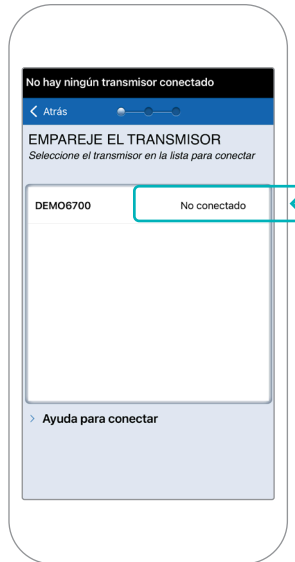 No hay ningún transmisor conectado
Atrás
EMPAREJE EL TRANSMISOR
Seleccione el transmisor en la lista para conectar
DEMO6700 No conectado
Ayuda para conectar